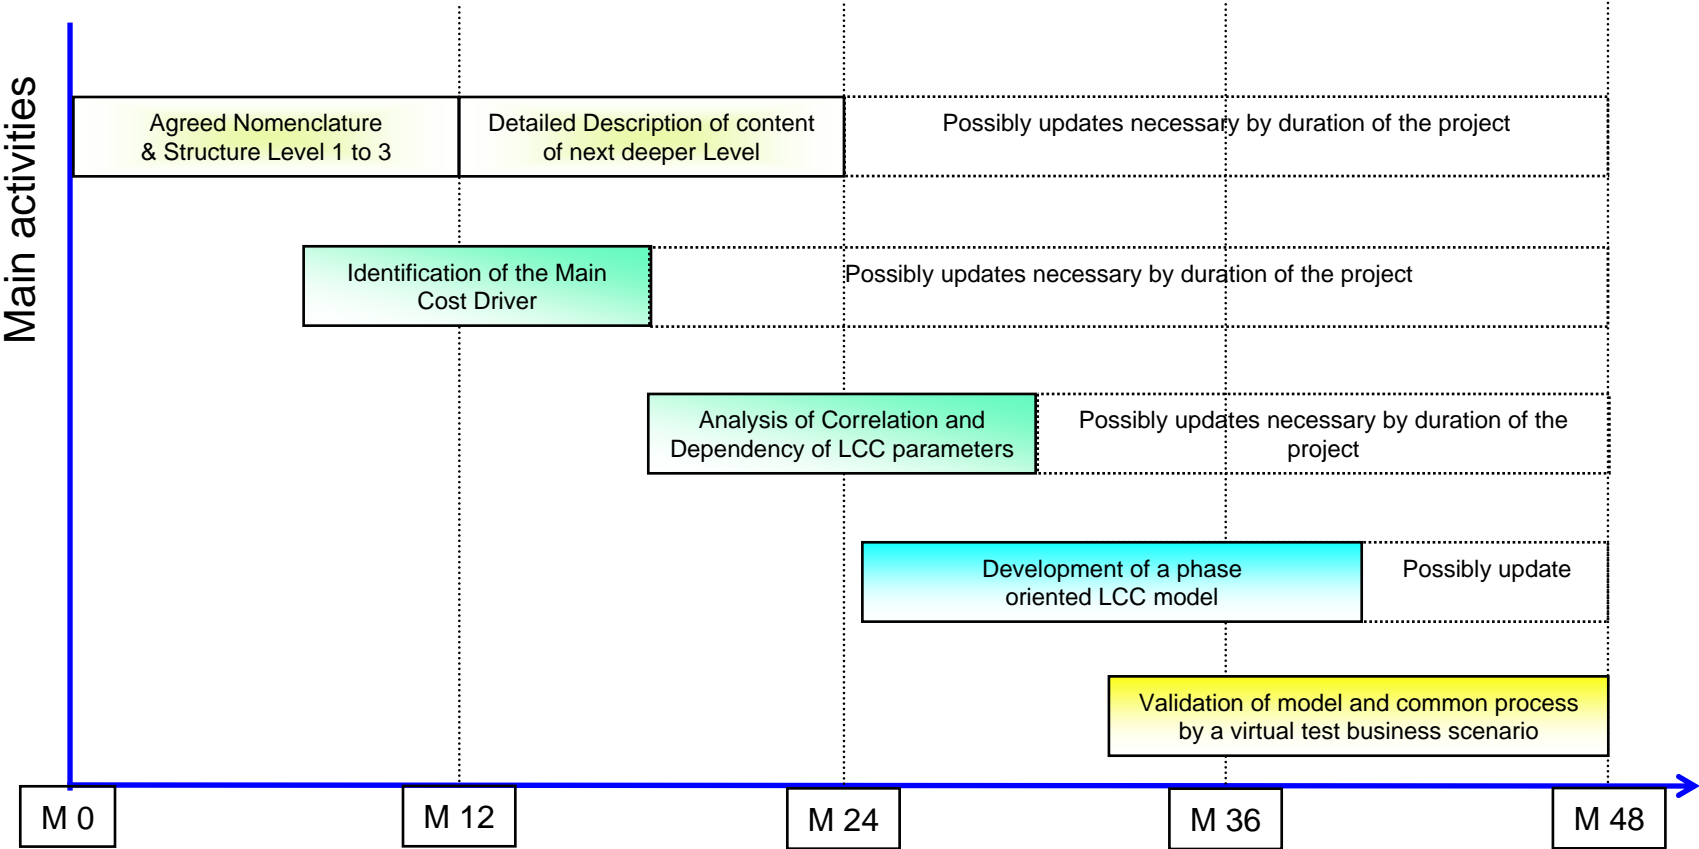 Main activities
Agreed Nomenclature
& Structure Level 1 to 3
Detailed Description of content
of next deeper Level
Possibly updates necessary by duration of the project
Identification of the Main
Cost Driver
Possibly updates necessary by duration of the project
Analysis of Correlation and
Dependency of LCC parameters
Possibly updates necessary by duration of the
project
Development of a phase
oriented LCC model
Possibly update
Validation of model and common process
by a virtual test business scenario
M 0
M 12
M 24
M 36
M 48